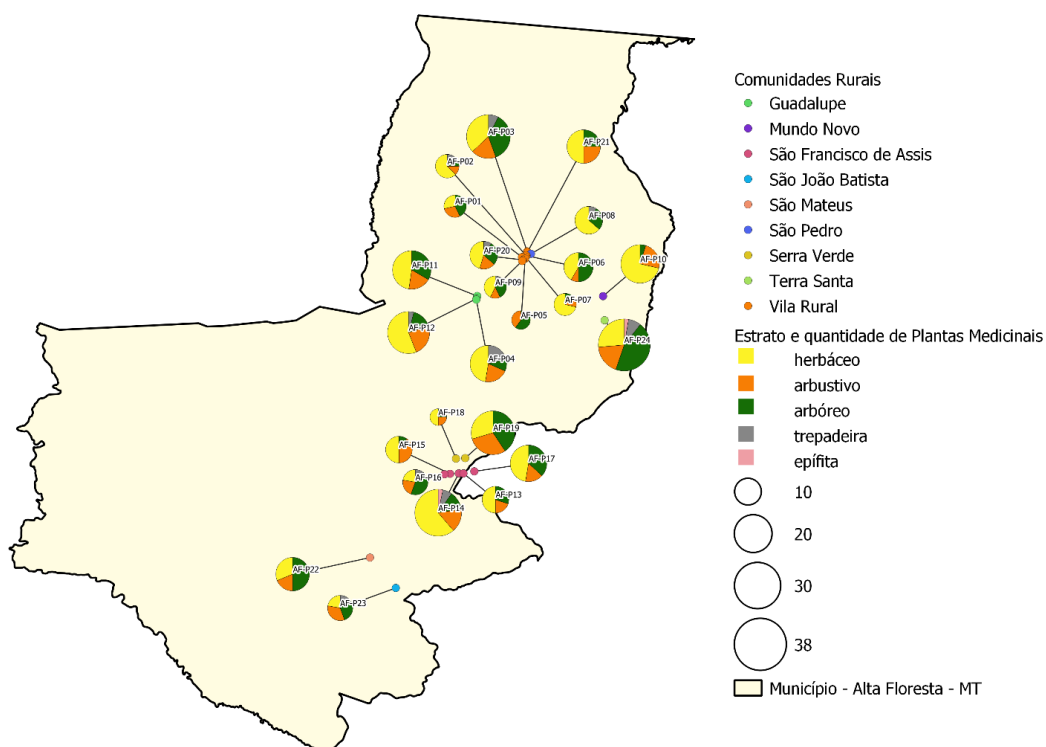 AF-P03
AF-P21
AF-P02
AF-P01
AF-P08
AF-P20
AF-P06
AF-P10
AF-P11
AF-P09
AF-P07
AF-P05
AF-P12
AF-P24
AF-P04
AF-P18
AF-P19
AF-P15
AF-P17
AF-P16
AF-P13
AF-P14
AF-P22
AF-P23
Comunidades Rurais
Guadalupe
Mundo Novo
São Francisco de Assis
São João Batista
São Mateus
São Pedro
Serra Verde
Terra Santa
Vila Rural
Estrato e quantidade de Plantas Medicinais
herbáceo
arbustivo
arbóreo
trepadeira
epífita
10
20
30
38
Município - Alta Floresta - MT